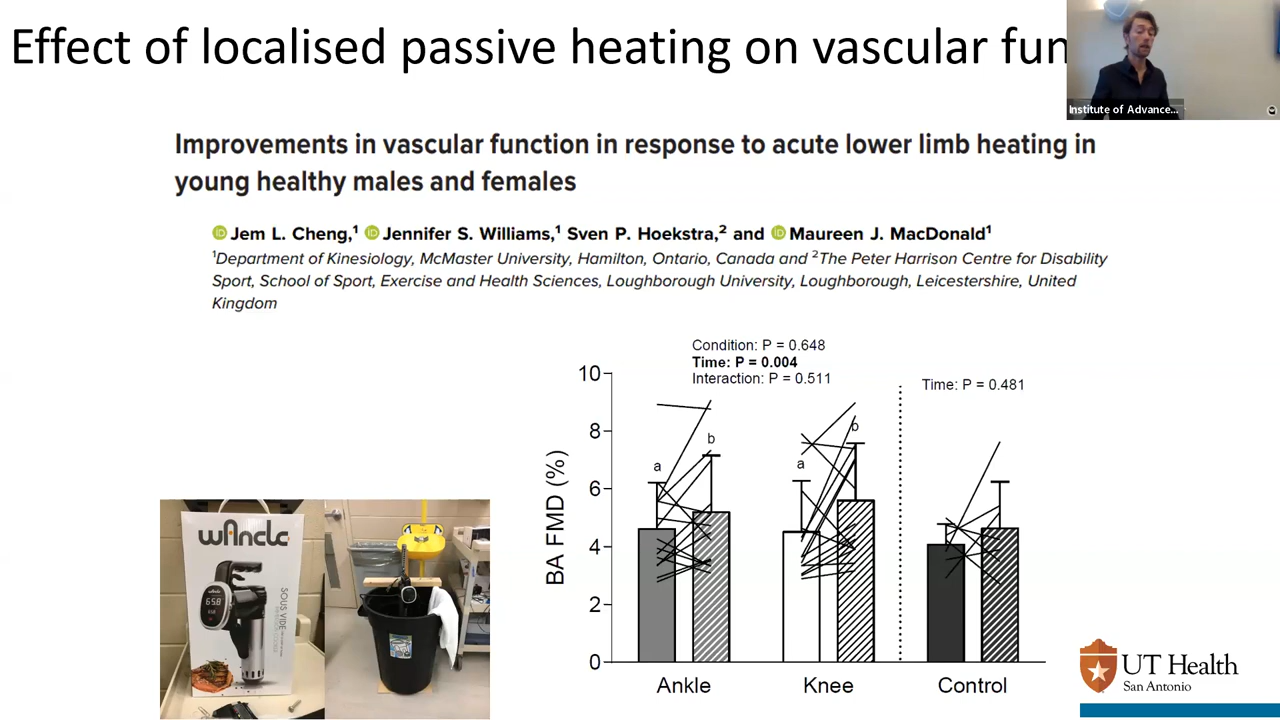 Effect of localised passive heating on vascular fun
Institute of Advance...
Improvements in vascular function in response to acute lower limb heating in
young healthy males and females
Jem L. Cheng,1 Jennifer S. Williams,1 Sven P. Hoekstra,2 and Maureen J. MacDonald1
1Department of Kinesiology, McMaster University, Hamilton, Ontario, Canada and 2The Peter Harrison Centre for Disability
Sport, School of Sport, Exercise and Health Sciences, Loughborough University, Loughborough, Leicestershire, United
Kingdom
Condition: P = 0.648
Time: P = 0.004
Interaction: P = 0.511
Time: P = 0.481
BA FMD (%)
10
8
6
4
2
0
a
b
a
b
Ankle
Knee
Control
wancle
65.8
SOUS VIDE
UT Health
San Antonio